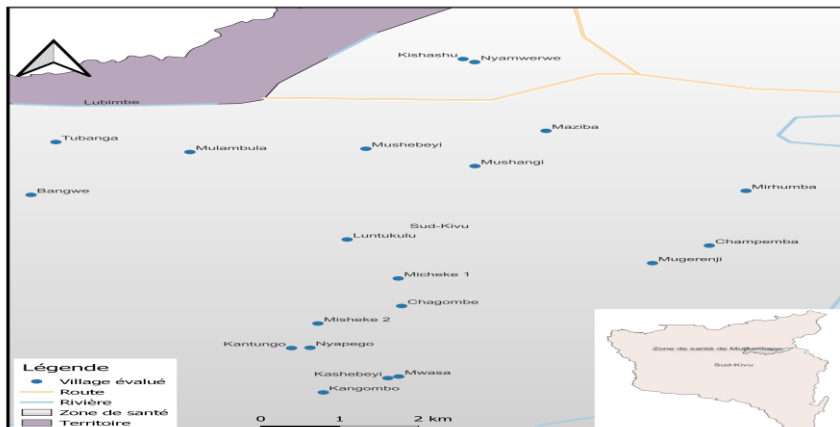 Kishashu
Nyamwerwe
Lubimbe
Maziba
Tubanga
Mulambula
Mushebeyi
Mushangi
Bangwe
Mirhumba
Sud-Kivu
Luntukulu
Champemba
Mugerenji
Micheke 1
Chagombe
Misheke 2
Kantungo
Nyapego
Kashebeyi
Mwasa
Kangombo
Légende
Village évalué
Route
Rivière
Zone de santé
Territoire
0 1 2 km
Zone de santé de
Sud-Kivu